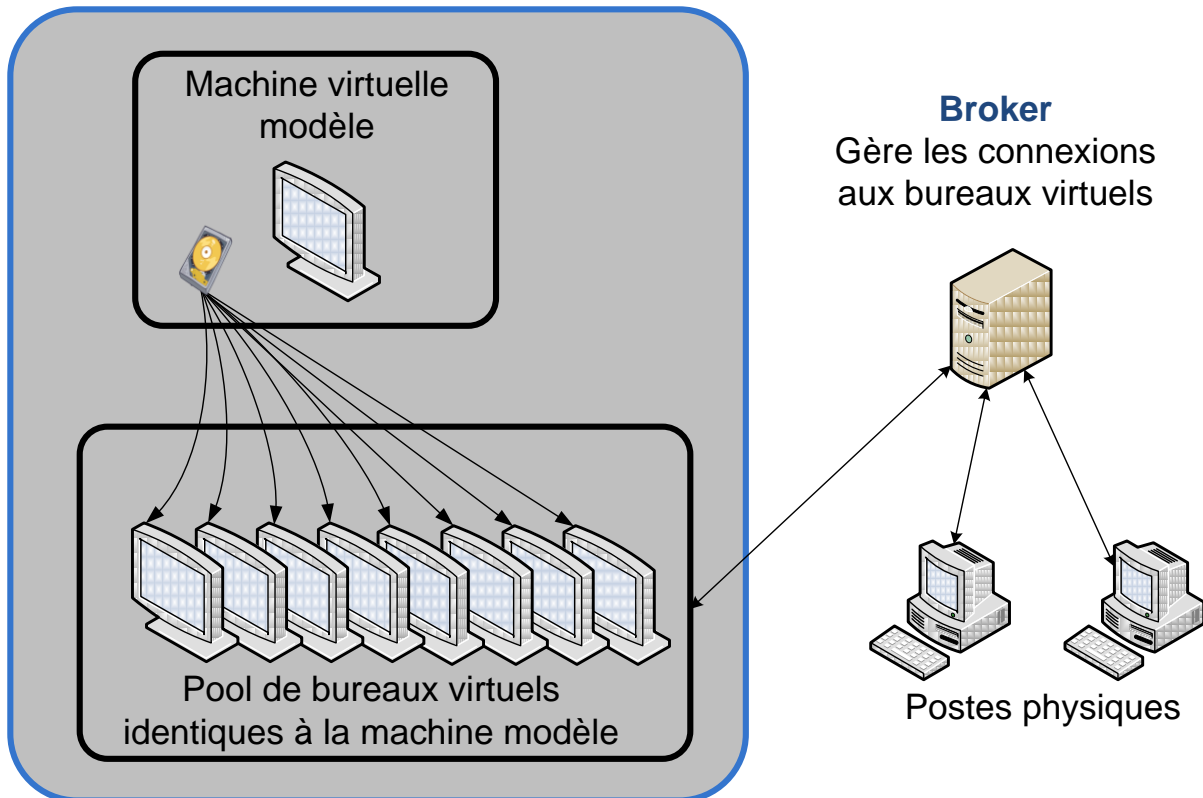 Machine virtuelle
modèle
Broker
Gère les connexions
aux bureaux virtuels
Pool de bureaux virtuels
identiques à la machine modèle
Postes physiques